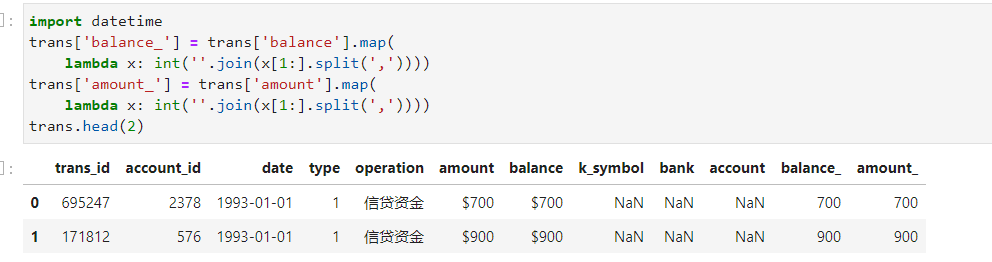 ]:
import datetime
trans['balance_'] = trans['balance'].map(
    lambda x: int(''.join(x[1:].split(','))))
trans['amount_'] = trans['amount'].map(
    lambda x: int(''.join(x[1:].split(','))))
trans.head(2)
]:
trans_id account_id date type operation amount balance k_symbol bank account balance_ amount_
0 695247 2378 1993-01-01 1 信贷资金 $700 $700 NaN NaN NaN 700 700
1 171812 576 1993-01-01 1 信贷资金 $900 $900 NaN NaN NaN 900 900